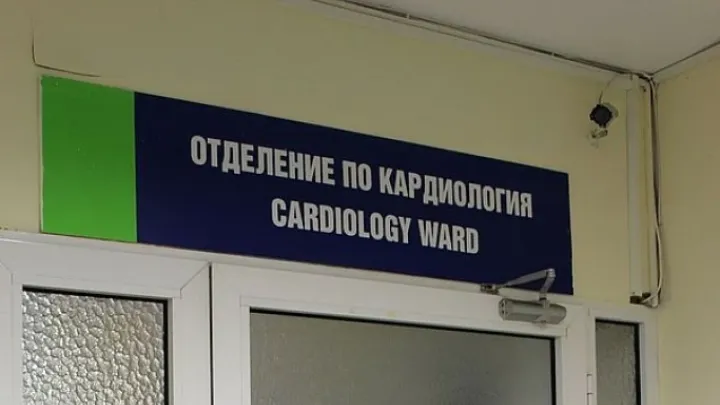 ОТДЕЛЕНИЕ ПО КАРДИОЛОГИЯ
CARDIOLOGY WARD